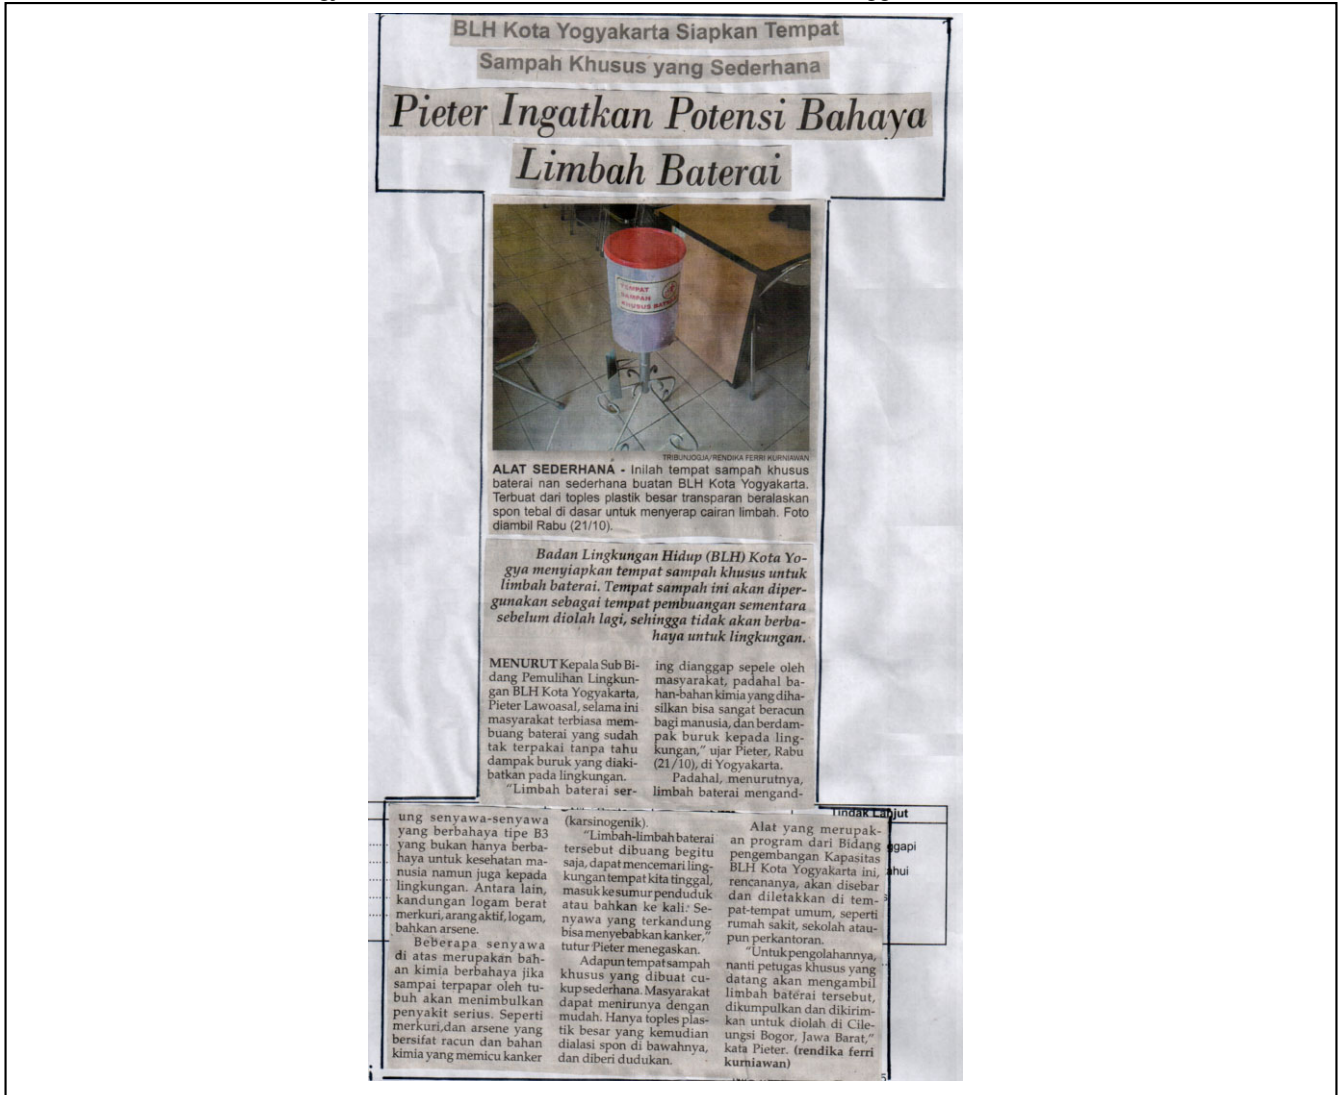 BLH Kota Yogyakarta Siapkan Tempat
Sampah Khusus yang Sederhana
Pieter Ingatkan Potensi Bahaya
Limbah Baterai
TEMPAT
SAMPAH
KHUSUS
TRIBUNJOGJA/RENDIKA FERRI KURNIAWAN
ALAT SEDERHANA - Inilah tempat sampah khusus
baterai nan sederhana buatan BLH Kota Yogyakarta.
Terbuat dari toples plastik besar transparan beralaskan
spon tebal di dasar untuk menyerap cairan limbah. Foto
diambil Rabu (21/10).
Badan Lingkungan Hidup (BLH) Kota Yo-
gya menyiapkan tempat sampah khusus untuk
limbah baterai. Tempat sampah ini akan diper-
gunakan sebagai tempat pembuangan sementara
sebelum diolah lagi, sehingga tidak akan berba-
haya untuk lingkungan.
MENURUT Kepala Sub Bi-
dang Pemulihan Lingkun-
gan BLH Kota Yogyakarta,
Pieter Lawoasal, selama ini
masyarakat terbiasa mem-
buang baterai yang sudah
tak terpakai tanpa tahu
dampak buruk yang diaki-
batkan pada lingkungan.
"Limbah baterai ser-
ing dianggap sepele oleh
masyarakat, padahal ba-
han-bahan kimia yang diha-
silkan bisa sangat beracun
bagi manusia, dan berdam-
pak buruk kepada ling-
kungan," ujar Pieter, Rabu
(21/10), di Yogyakarta.
Padahal, menurutnya,
limbah baterai mengand-
ung senyawa-senyawa
yang berbahaya tipe B3
yang bukan hanya berba-
haya untuk kesehatan ma-
nusia namun juga kepada
lingkungan. Antara lain,
kandungan logam berat
merkuri, arang aktif, logam,
bahkan arsene.
Beberapa senyawa
di atas merupakan bah-
an kimia berbahaya jika
sampai terpapar oleh tu-
buh akan menimbulkan
penyakit serius. Seperti
merkuri,dan arsene yang
bersifat racun dan bahan
kimia yang memicu kanker
(karsinogenik).
"Limbah-limbah baterai
tersebut dibuang begitu
saja, dapat mencemari ling-
kungan tempat kita tinggal,
masuk ke sumur penduduk
atau bahkan ke kali. Se-
nyawa yang terkandung
bisa menyebabkan kanker,"
tutur Pieter menegaskan.
Adapun tempat sampah
khusus yang dibuat cu-
kup sederhana. Masyarakat
dapat menirunya dengan
mudah. Hanya toples plas-
tik besar yang kemudian
dialasi spon di bawahnya,
dan diberi dudukan.
Alat yang merupak-
an program dari Bidang
pengembangan Kapasitas
BLH Kota Yogyakarta ini,
rencananya, akan disebar
dan diletakkan di tem-
pat-tempat umum, seperti
rumah sakit, sekolah atau-
pun perkantoran.
"Untuk pengolahannya,
nanti petugas khusus yang
datang akan mengambil
limbah baterai tersebut,
dikumpulkan dan dikirim-
kan untuk diolah di Cile-
ungsi Bogor, Jawa Barat,"
kata Pieter. (rendika ferri
kurniawan)
Tindak Lanjut
ggapi
ahui